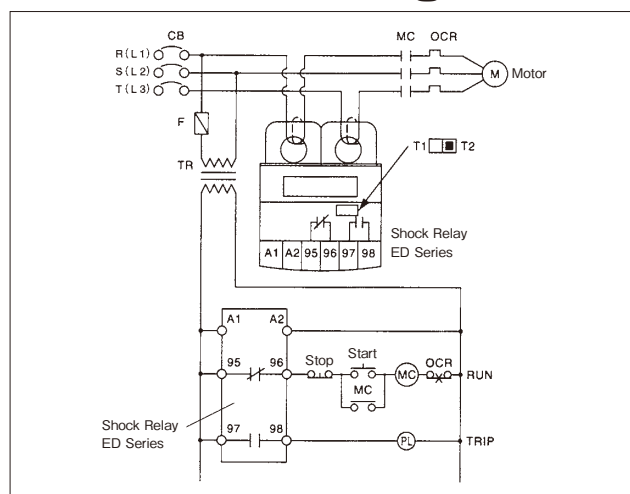 CB
MC OCR
R(L1)
S(L2)
T(L3)
M Motor
F
T1 T2
TR
Shock Relay
ED Series
A1 A2 95 96 97 98
A1 A2
95 96
Stop
Start
MC
OCR
RUN
MC
Shock Relay
ED Series
97 98
PL
TRIP